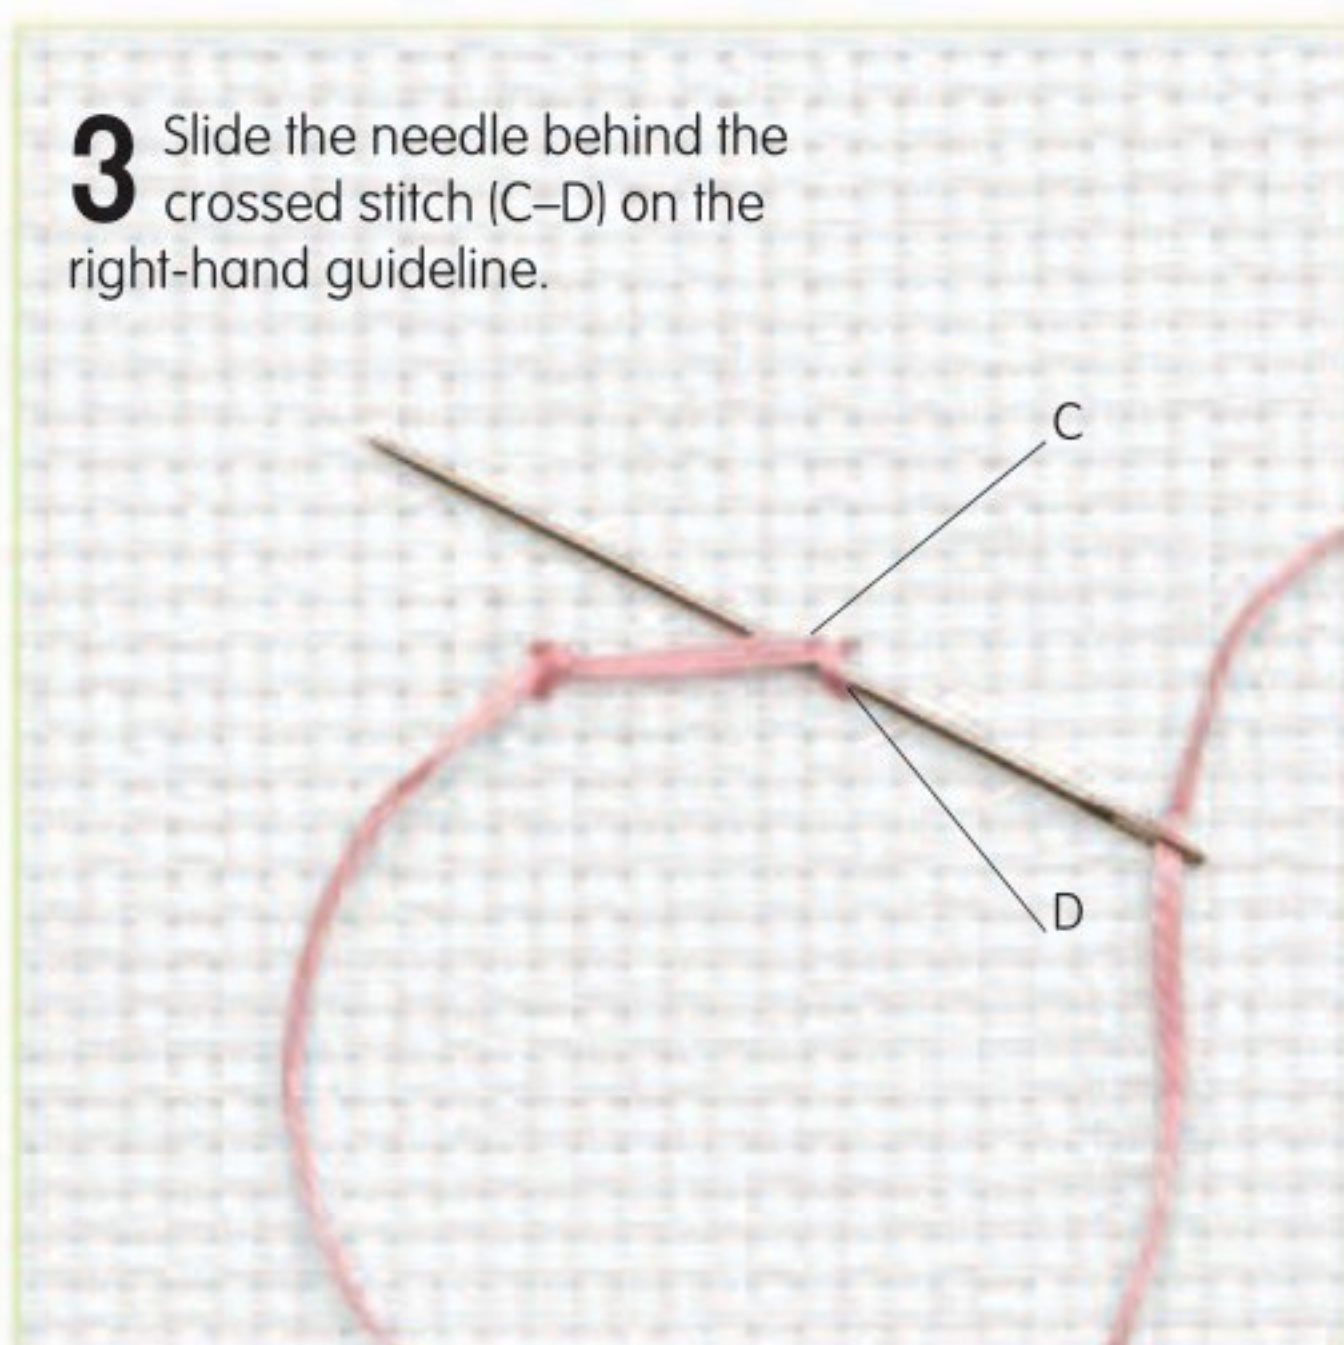 3 Slide the needle behind the
crossed stitch (C–D) on the
right-hand guideline.
C
D